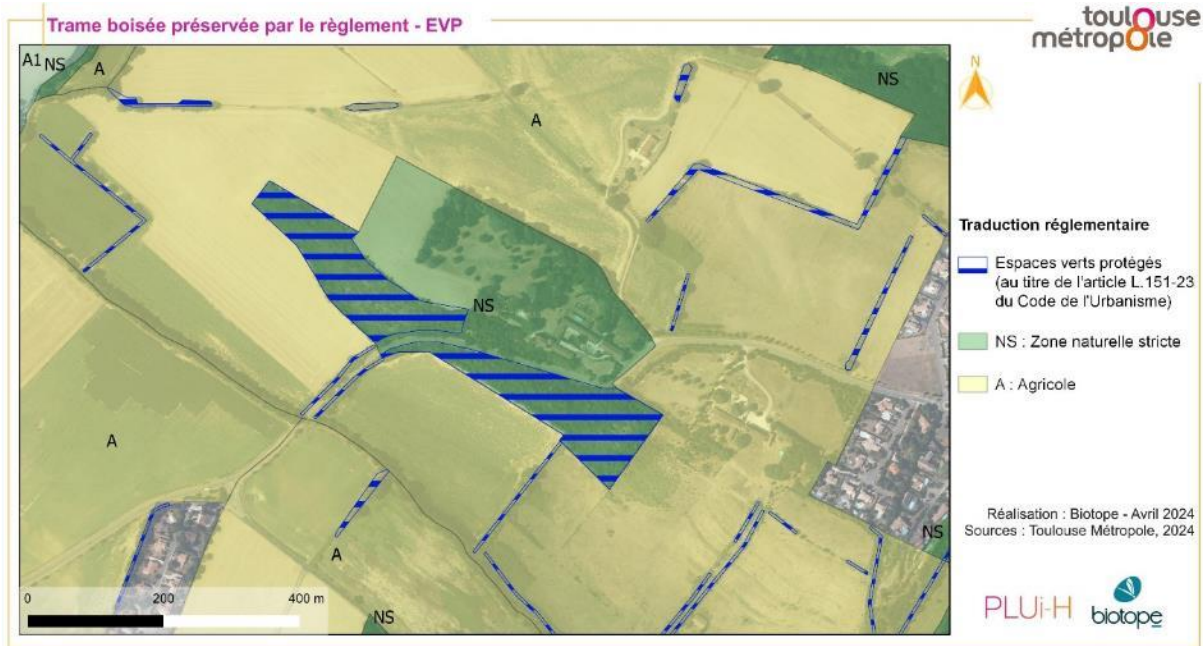 Trame boisée préservée par le règlement - EVP
toulouse
métropole
A1 NS
A
NS
A
N
NS
A
A
NS
NS
0 200 400 m
Traduction réglementaire
Espaces verts protégés
(au titre de l'article L.151-23
du Code de l'Urbanisme)
NS : Zone naturelle stricte
A : Agricole
Réalisation : Biotope - Avril 2024
Sources : Toulouse Métropole, 2024
PLUi-H
biotope